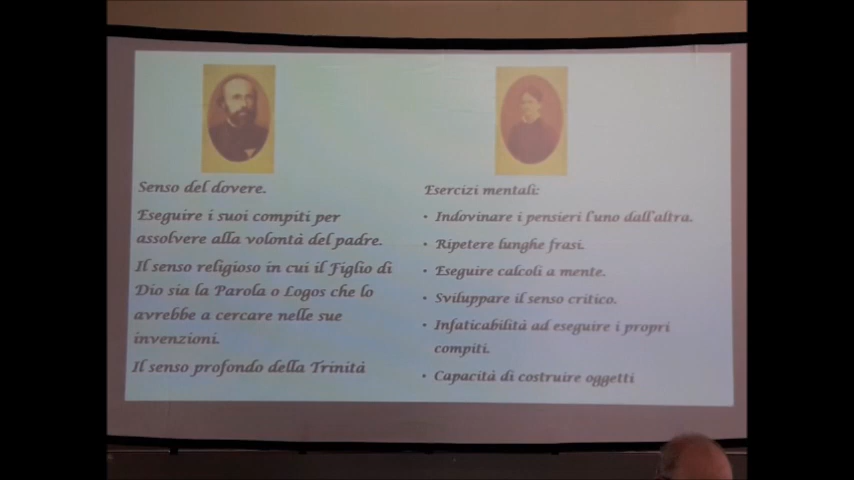 Senso del dovere.
Eseguire i suoi compiti per
assolvere alla volontà del padre.
Il senso religioso in cui il Figlio di
Dio sia la Parola o Logos che lo
avrebbe a cercare nelle sue
invenzioni.
Il senso profondo della Trinità
Esercizi mentali:
• Indovinare i pensieri l'uno dall'altra.
• Ripetere lunghe frasi.
• Eseguire calcoli a mente.
• Sviluppare il senso critico.
• Infaticabilità ad eseguire i propri
compiti.
• Capacità di costruire oggetti